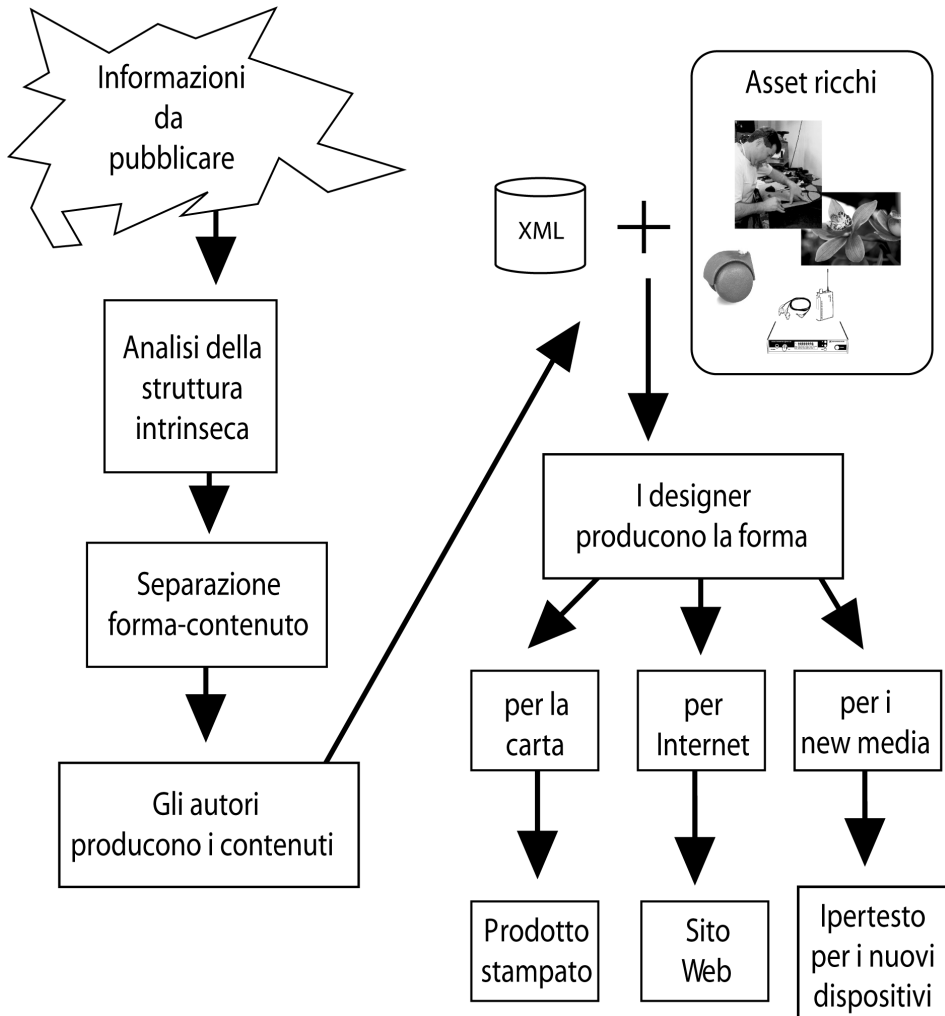 Informazioni
da
pubblicare
Analisi della
struttura
intrinseca
Separazione
forma-contenuto
Gli autori
producono i contenuti
XML
+
Asset ricchi
I designer
producono la forma
per la
carta
per
Internet
per i
new media
Prodotto
stampato
Sito
Web
Ipertesto
per i nuovi
dispositivi